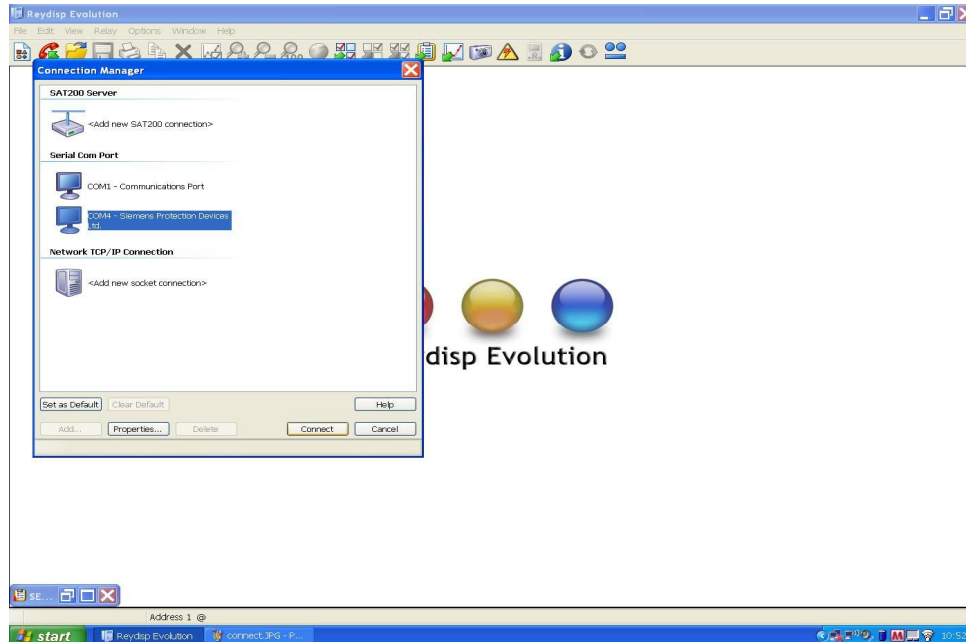 Reydisp Evolution
File Edit View Relay Options Window Help
Connection Manager
SAT200 Server
<Add new SAT200 connection>
Serial Com Port
COM1 - Communications Port
COM4 - Siemens Protection Devices
Ltd.
Network TCP/IP Connection
<Add new socket connection>
disp Evolution
Set as Default Clear Default Help
Add... Properties... Delete Connect Cancel
SE...
Address 1 @
start Reydisp Evolution connect.JPG - P...